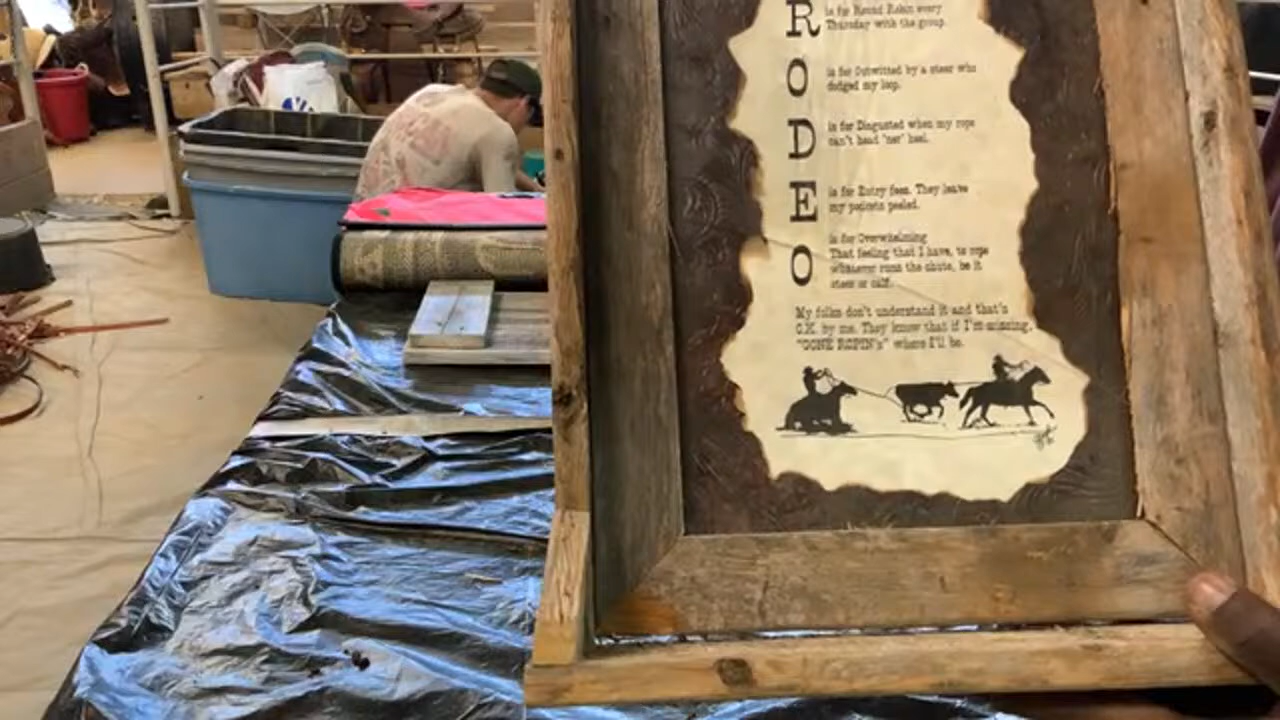 R is for Round Robin every
Thursday with the group.
O is for Outwitted by a steer who
dodged my loop.
D is for Disgusted when my rope
can't head 'ner' heel.
E is for Entry fees. They leave
my pockets peeled.
O is for Overwhelming
That feeling that I have, to rope
whatever runs the chute, be it
steer or calf.
My folks don't understand it and that's
O.K. by me. They know that if I'm missing,
"GONE ROPIN's" where I'll be.